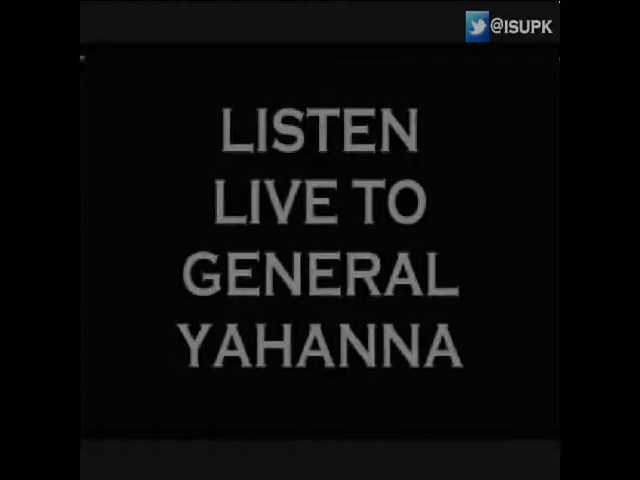 @ISUPK
LISTEN
LIVE TO
GENERAL
YAHANNA